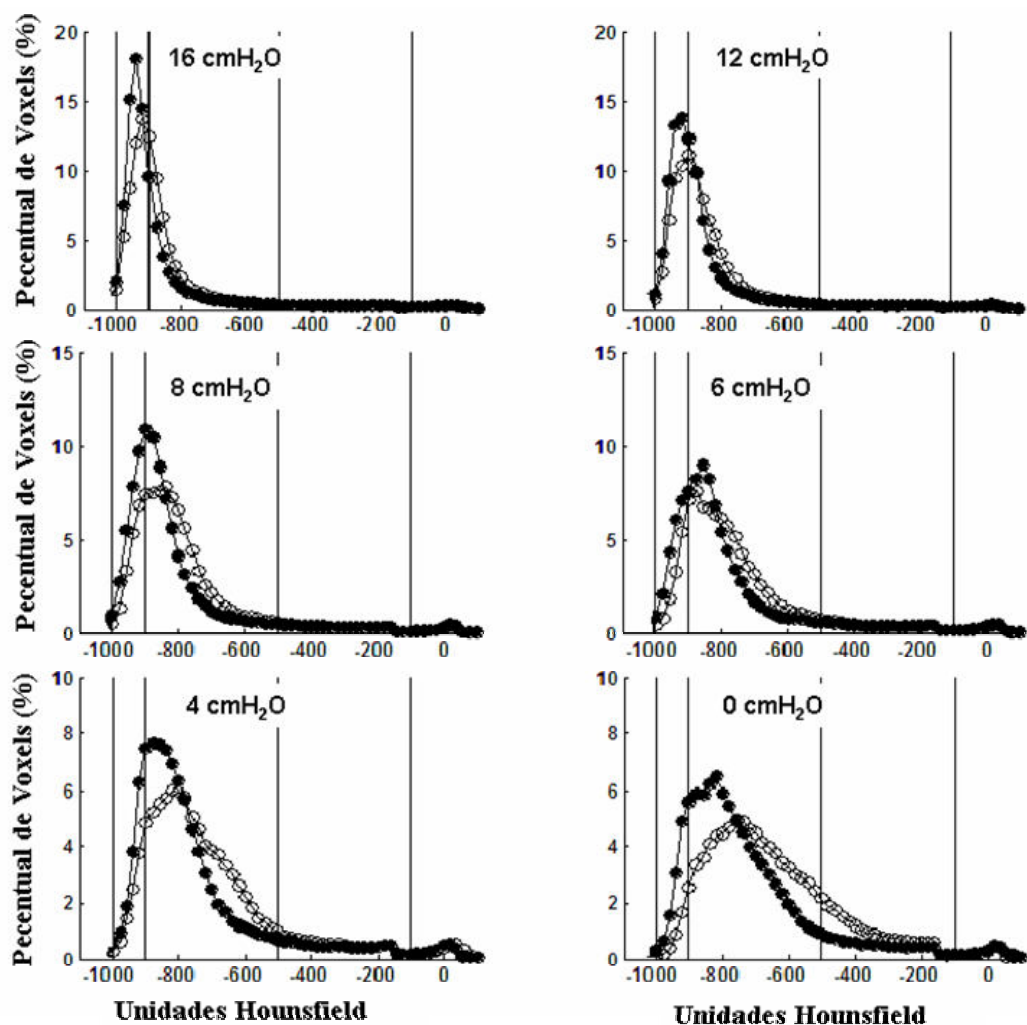 Pecentual de Voxels (%)
20
15
10
5
0
16 cmH₂O
-1000 -800 -600 -400 -200 0
20
15
10
5
0
12 cmH₂O
-1000 -800 -600 -400 -200 0
Pecentual de Voxels (%)
15
10
5
0
8 cmH₂O
-1000 -800 -600 -400 -200 0
15
10
5
0
6 cmH₂O
-1000 -800 -600 -400 -200 0
Pecentual de Voxels (%)
10
8
6
4
2
0
4 cmH₂O
-1000 -800 -600 -400 -200 0
Unidades Hounsfield
10
8
6
4
2
0
0 cmH₂O
-1000 -800 -600 -400 -200 0
Unidades Hounsfield